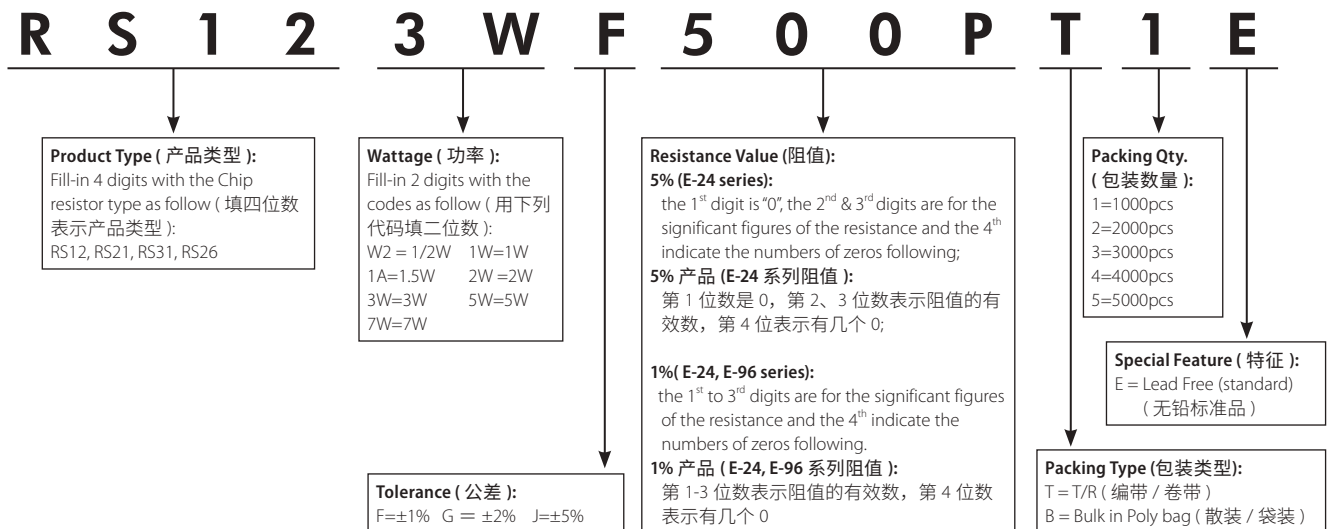 R S 1 2 3 W F 5 0 0 P T 1 E
Product Type ( 产品类型 ):
Fill-in 4 digits with the Chip
resistor type as follow ( 填四位数
表示产品类型 ):
RS12, RS21, RS31, RS26
Wattage ( 功率 ):
Fill-in 2 digits with the
codes as follow ( 用下列
代码填二位数 ):
W2 = 1/2W 1W=1W
1A=1.5W 2W =2W
3W=3W 5W=5W
7W=7W
Tolerance ( 公差 ):
F=±1% G = ±2% J=±5%
Resistance Value (阻值):
5% (E-24 series):
the 1st digit is "0", the 2nd & 3rd digits are for the
significant figures of the resistance and the 4th
indicate the numbers of zeros following;
5% 产品 (E-24 系列阻值 ):
第 1 位数是 0，第 2、3 位数表示阻值的有
效数，第 4 位表示有几个 0;
1%( E-24, E-96 series):
the 1st to 3rd digits are for the significant figures
of the resistance and the 4th indicate the
numbers of zeros following.
1% 产品 ( E-24, E-96 系列阻值 ):
第 1-3 位数表示阻值的有效数，第 4 位数
表示有几个 0
Packing Qty.
( 包装数量 ):
1=1000pcs
2=2000pcs
3=3000pcs
4=4000pcs
5=5000pcs
Special Feature ( 特征 ):
E = Lead Free (standard)
( 无铅标准品 )
Packing Type (包装类型):
T = T/R ( 编带 / 卷带 )
B = Bulk in Poly bag ( 散装 / 袋装 )